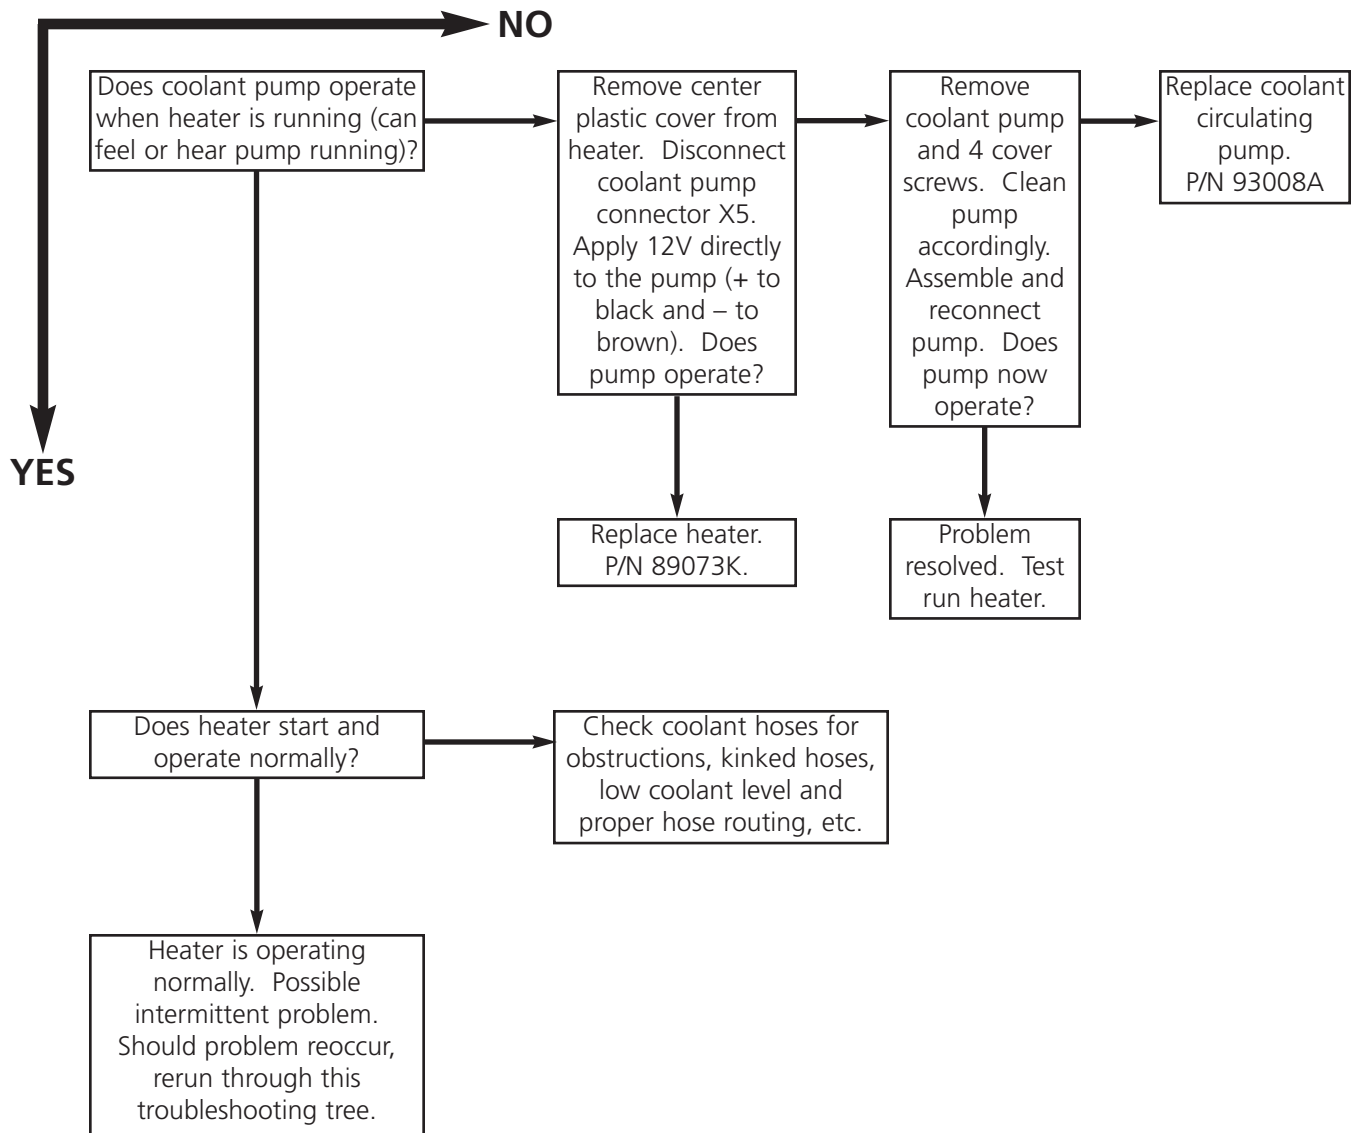 NO
YES
Does coolant pump operate
when heater is running (can
feel or hear pump running)?
Remove center
plastic cover from
heater.  Disconnect
coolant pump
connector X5.
Apply 12V directly
to the pump (+ to
black and – to
brown).  Does
pump operate?
Remove
coolant pump
and 4 cover
screws.  Clean
pump
accordingly.
Assemble and
reconnect
pump.  Does
pump now
operate?
Replace coolant
circulating
pump.
P/N 93008A
Replace heater.
P/N 89073K.
Problem
resolved.  Test
run heater.
Does heater start and
operate normally?
Check coolant hoses for
obstructions, kinked hoses,
low coolant level and
proper hose routing, etc.
Heater is operating
normally.  Possible
intermittent problem.
Should problem reoccur,
rerun through this
troubleshooting tree.